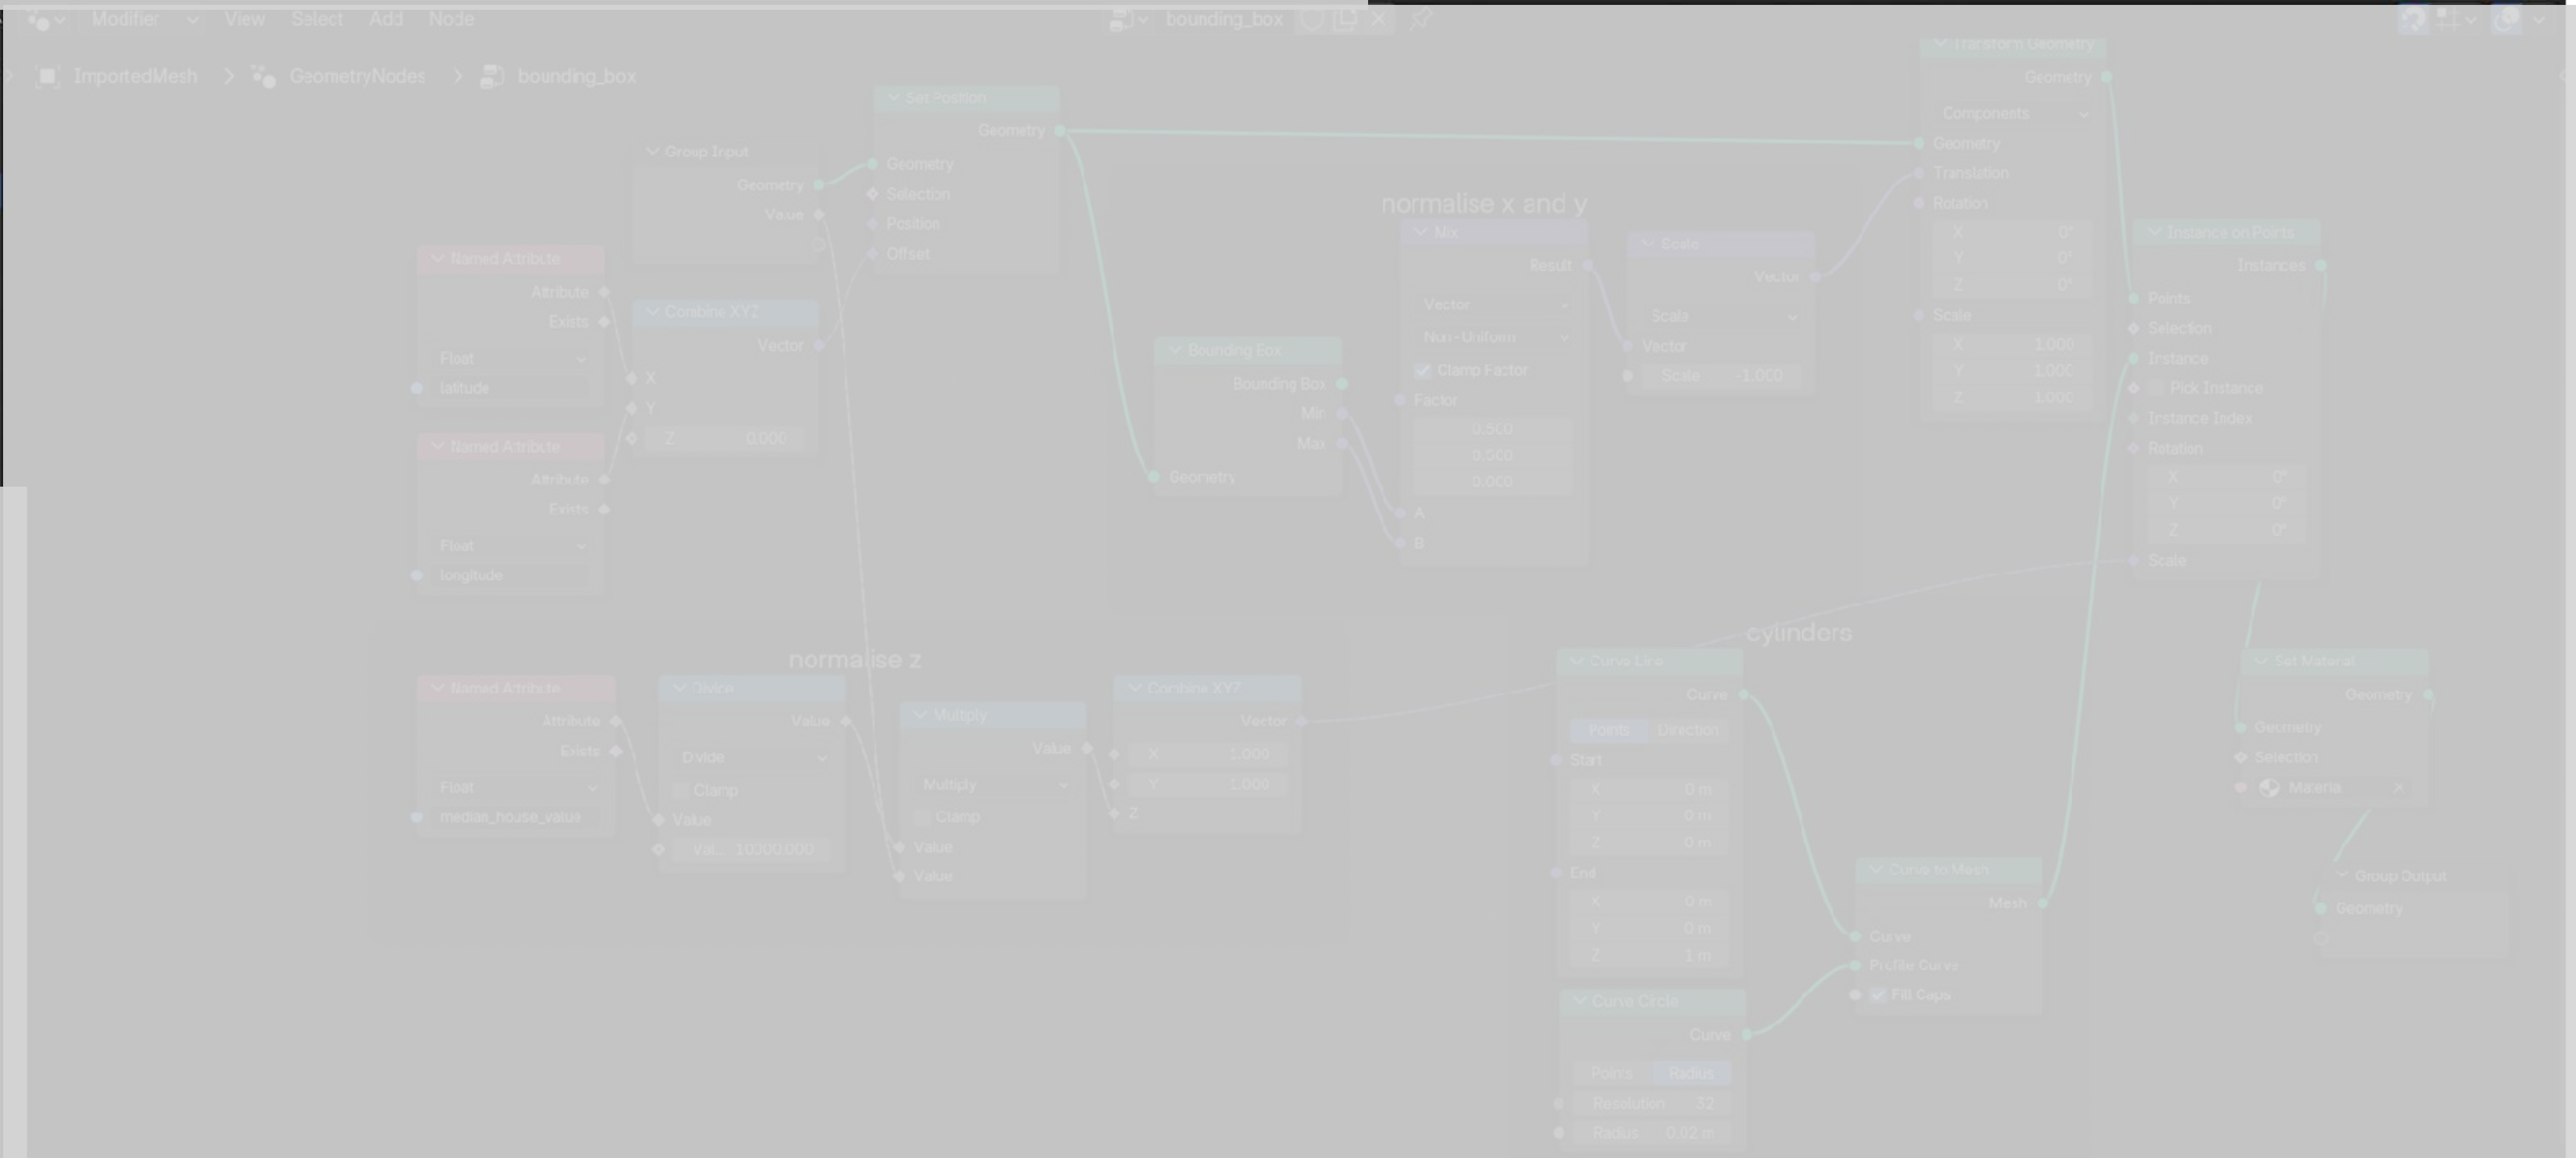 Modifier View Select Add Node
bounding_box
ImportedMesh GeometryNodes bounding_box
Transform Geometry
Geometry
Components
Geometry
Translation
Rotation
X 0°
Y 0°
Z 0°
Scale
X 1.000
Y 1.000
Z 1.000
Set Position
Geometry
Geometry
Selection
Position
Offset
Group Input
Geometry
Value
Named Attribute
Attribute
Exists
Float
latitude
Combine XYZ
Vector
X
Y
Z 0.000
Named Attribute
Attribute
Exists
Float
longitude
normalise x and y
Bounding Box
Bounding Box
Min
Max
Geometry
Mix
Result
Vector
Non-Uniform
Clamp Factor
Factor
0.500
0.500
0.000
A
B
Scale
Vector
Scale
Vector
Scale -1.000
Instance on Points
Instances
Points
Selection
Instance
Pick Instance
Instance Index
Rotation
X 0°
Y 0°
Z 0°
Scale
normalise z
Named Attribute
Attribute
Exists
Float
median_house_value
Divide
Value
Divide
Clamp
Value
Val... 10000.000
Multiply
Value
Multiply
Clamp
Value
Value
Combine XYZ
Vector
X 1.000
Y 1.000
Z
cylinders
Curve Line
Curve
Points Direction
Start
X 0 m
Y 0 m
Z 0 m
End
X 0 m
Y 0 m
Z 1 m
Curve Circle
Curve
Points Radius
Resolution 32
Radius 0.02 m
Curve to Mesh
Mesh
Curve
Profile Curve
Fill Caps
Set Material
Geometry
Geometry
Selection
Material
Group Output
Geometry